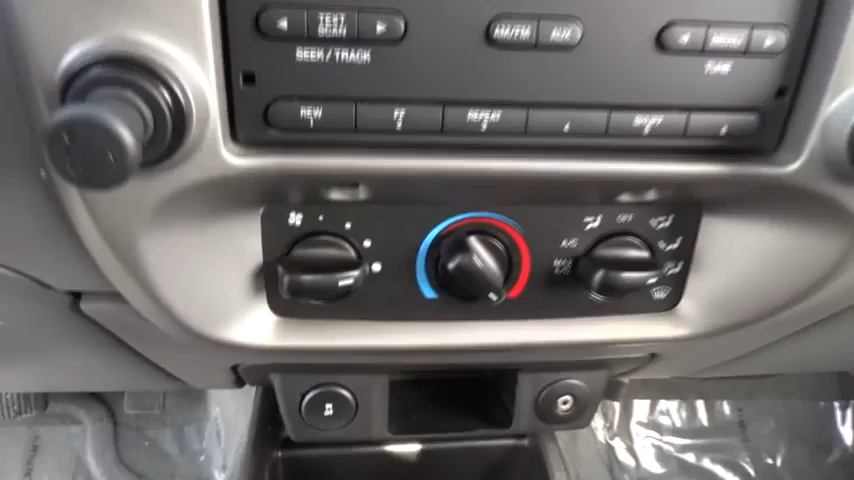 TEXT
SCAN
AM/FM
AUX
MENU
SEEK/TRACK
TUNE
REW
1
FF
2
REPEAT
3
4
SHUFF
5
6
OFF
A/C
MAX
A/C